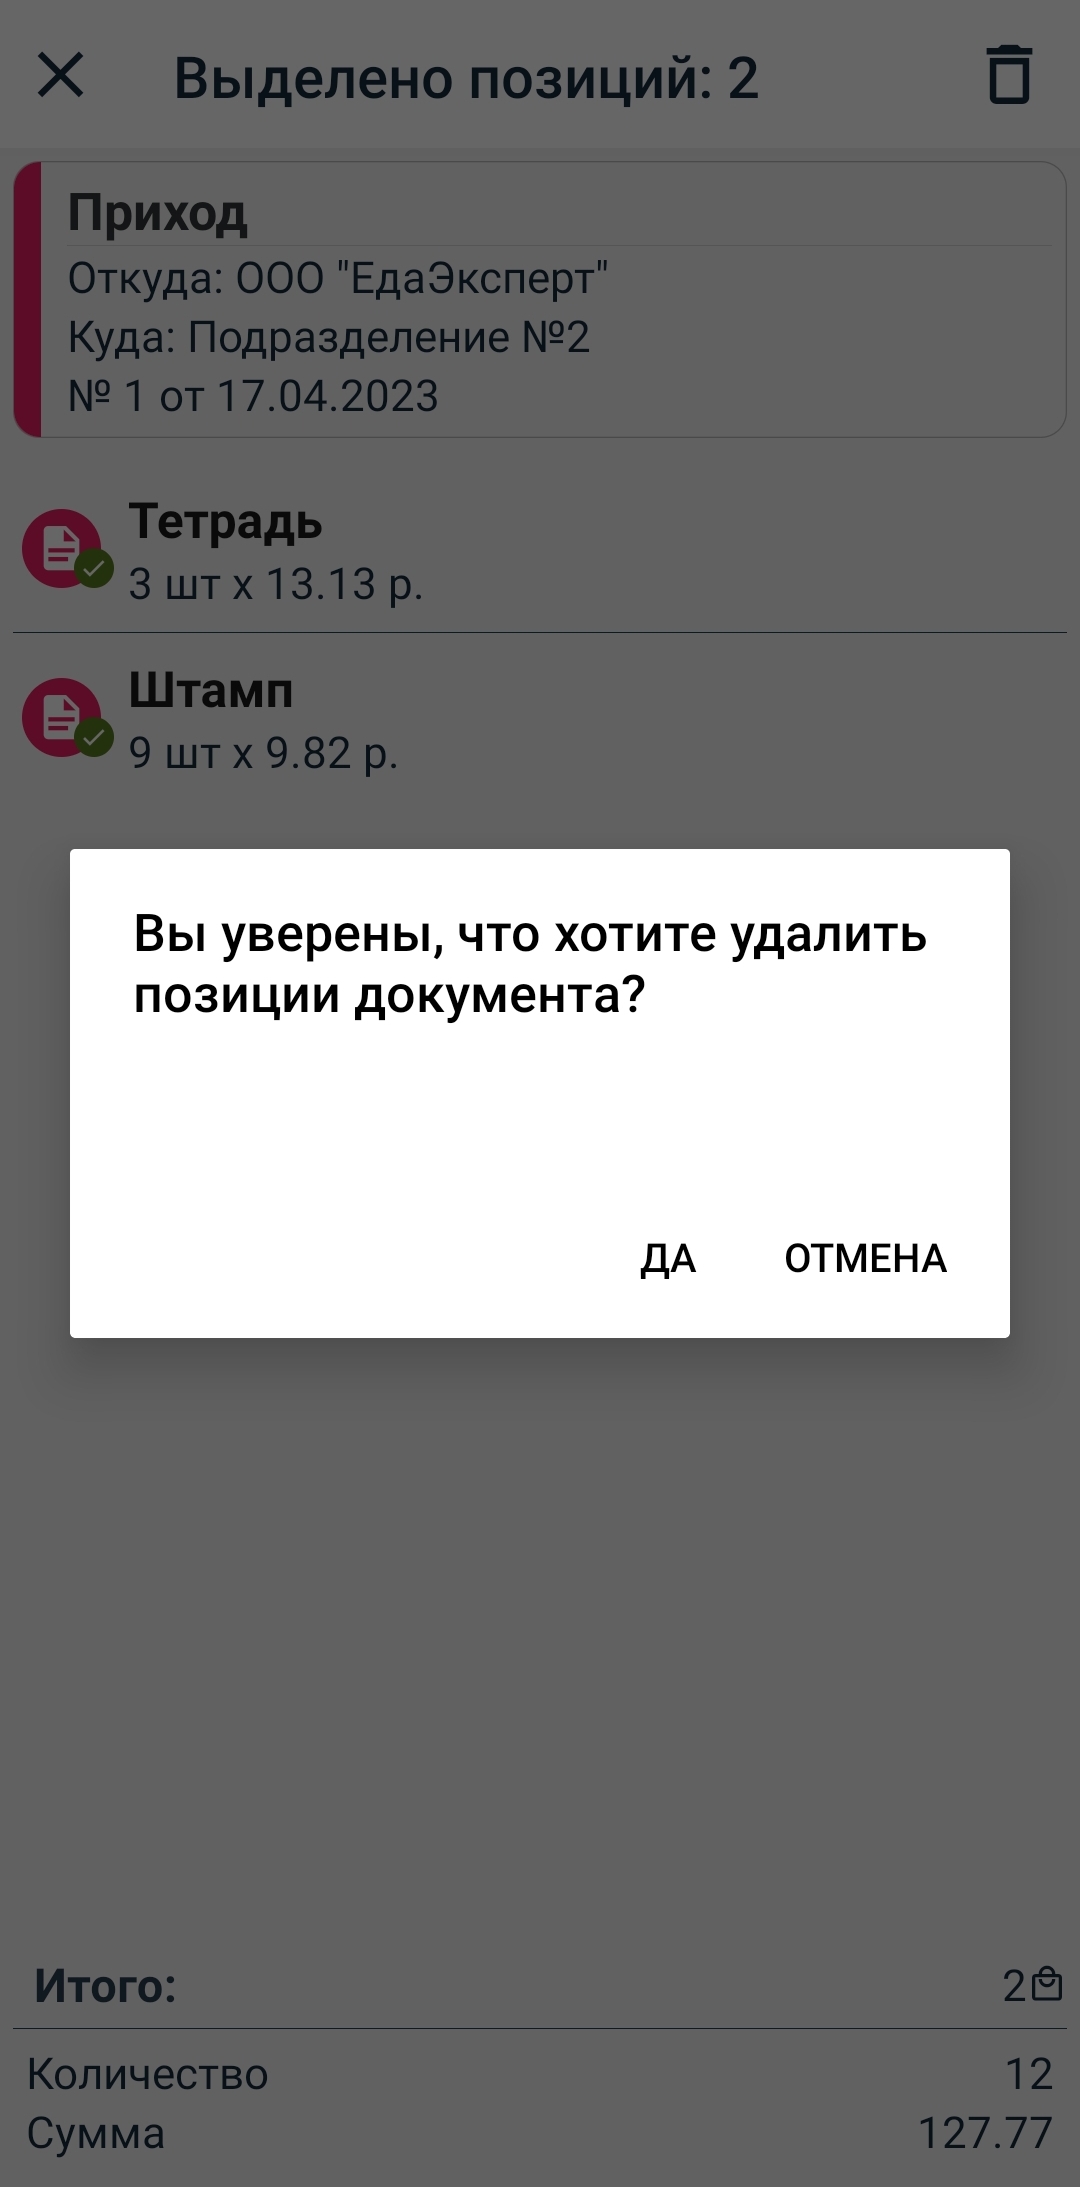 Выделено позиций: 2
Приход
Откуда: ООО "ЕдаЭксперт"
Куда: Подразделение №2
№ 1 от 17.04.2023
Тетрадь
3 шт x 13.13 р.
Штамп
9 шт x 9.82 р.
Вы уверены, что хотите удалить
позиции документа?
ДА ОТМЕНА
Итого: 2
Количество 12
Сумма 127.77